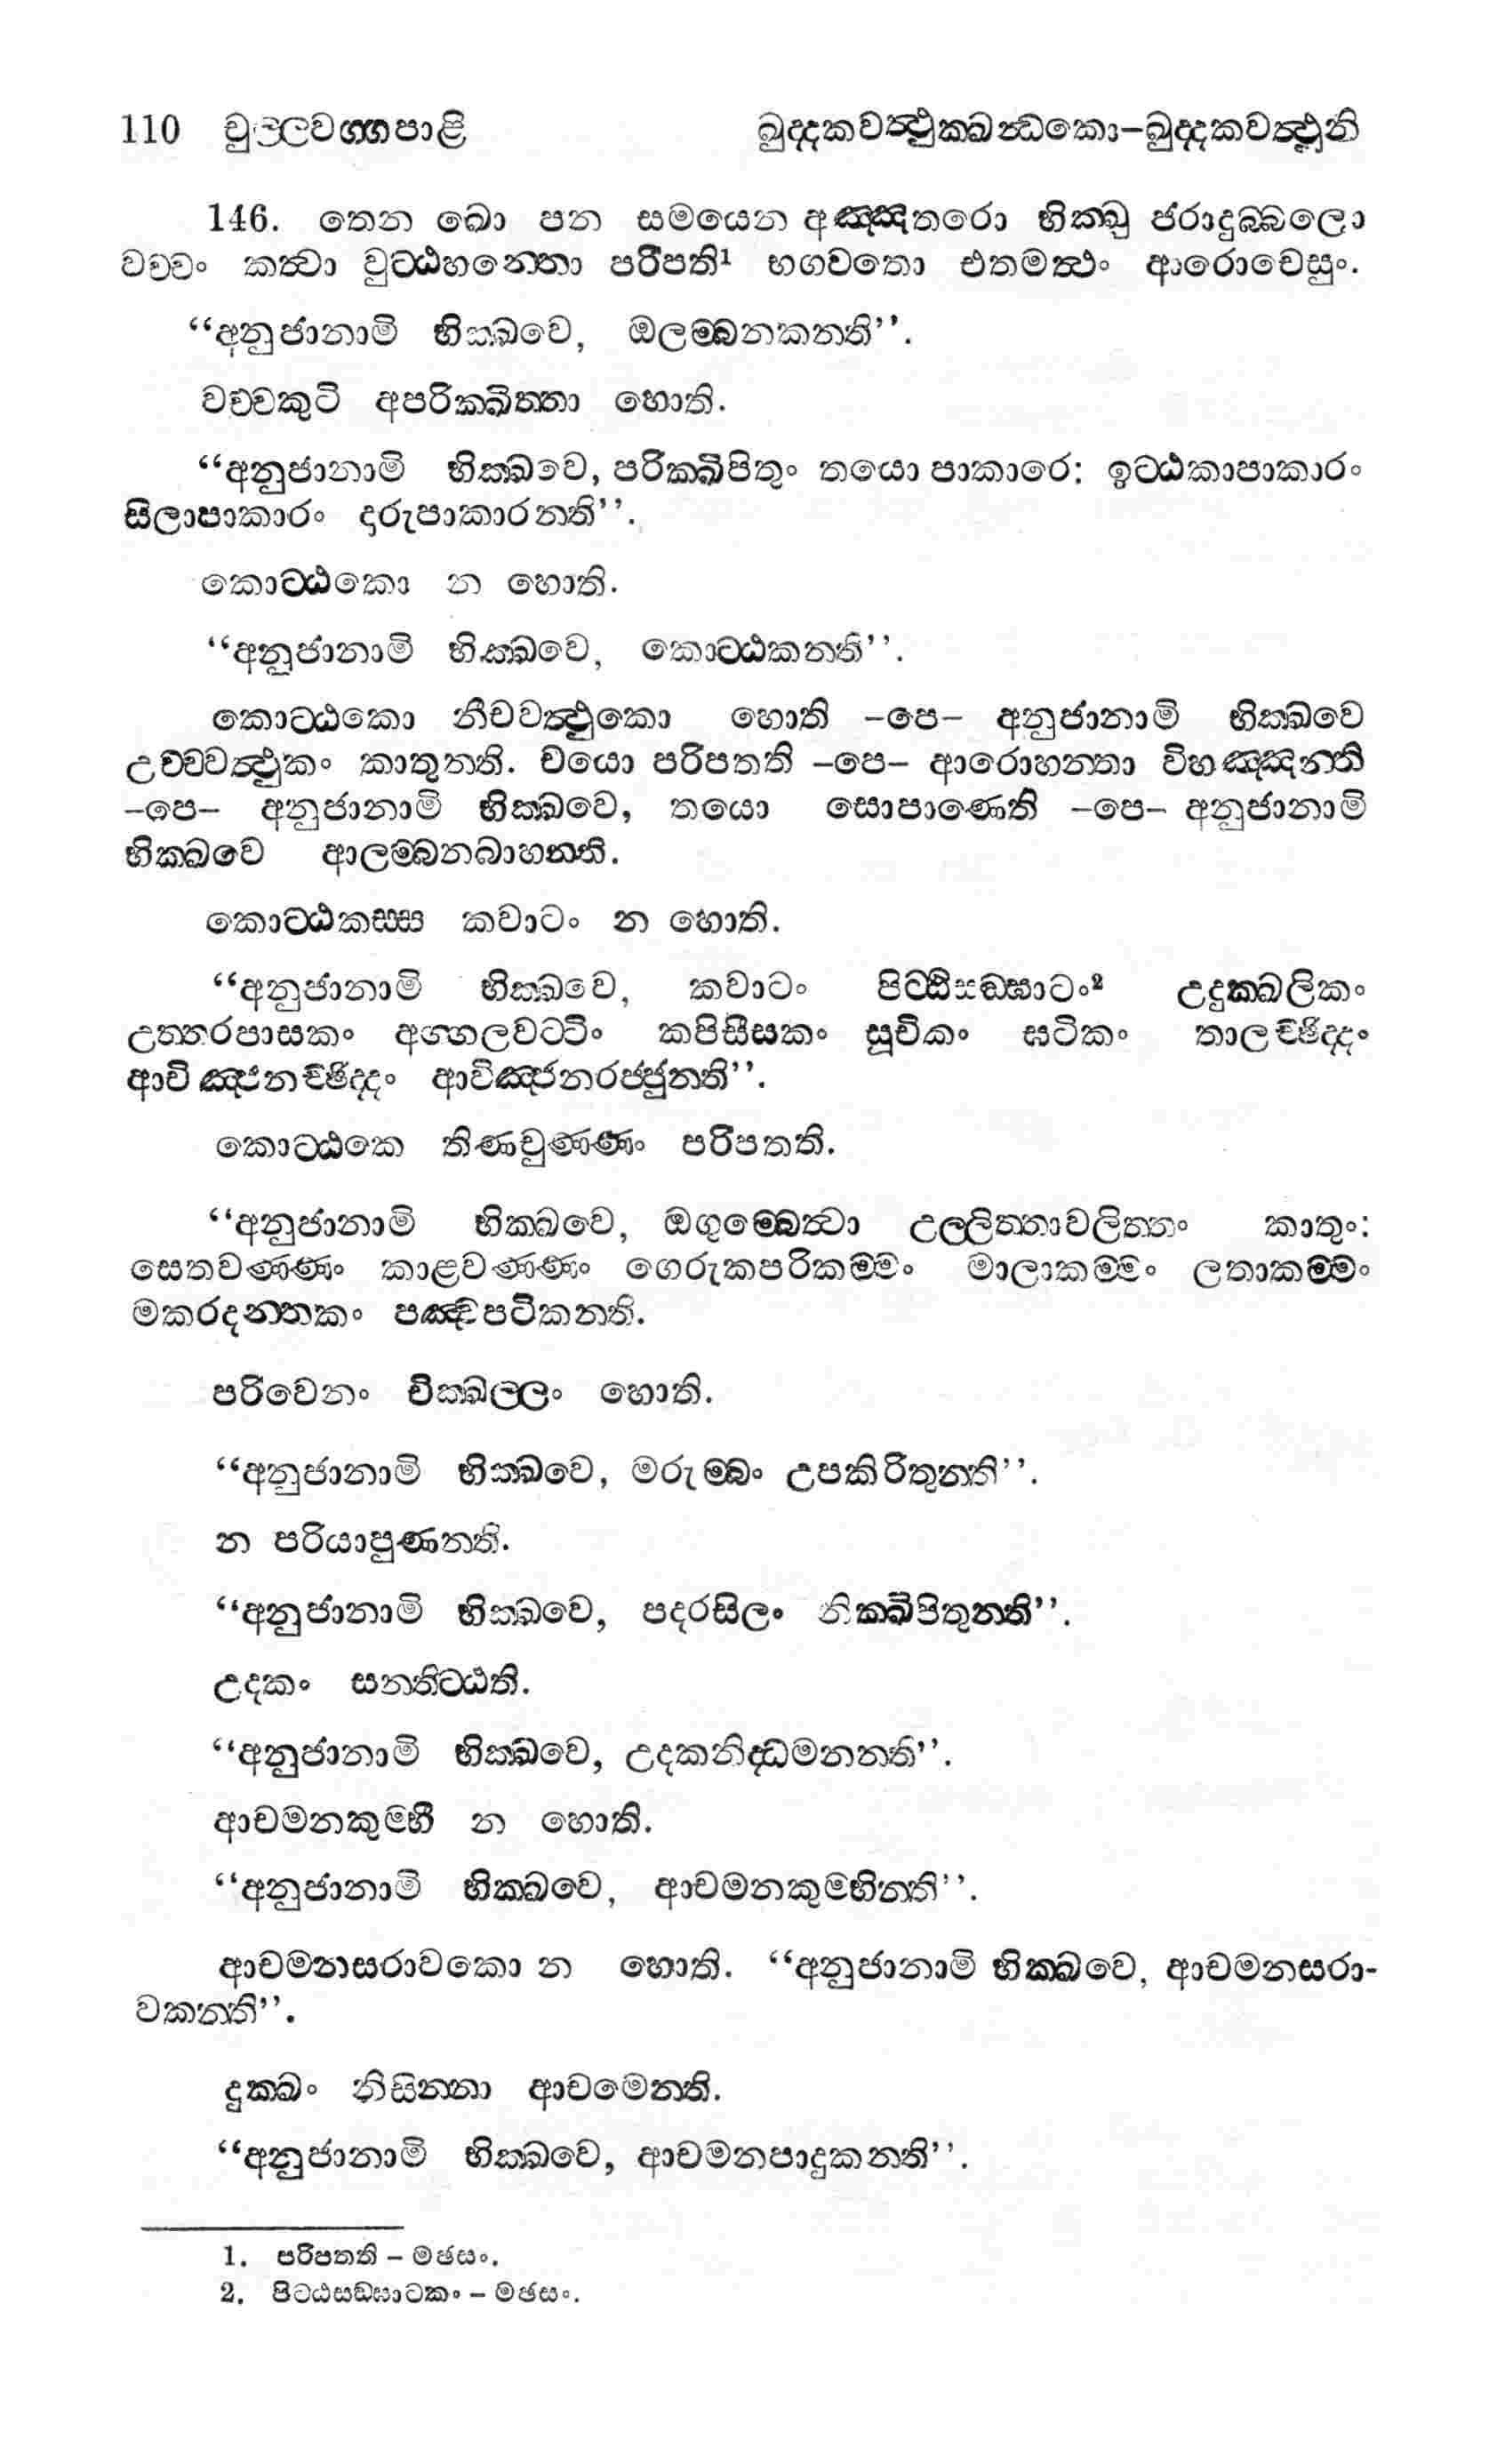 110 චුල්ලවග්ගපාළි ඛුද්දකවත්ථුක්ඛන්ධකො–ඛුද්දකවත්ථූනි
146. තෙන ඛො පන සමයෙන අඤ්ඤතරො භික්ඛු ජරාදුබ්බලො
වච්චං කත්වා වුට්ඨහන්තො පරිපති¹ භගවතො එතමත්ථං ආරොචෙසුං.
‘‘අනුජානාමි භික්ඛවෙ, ඔලම්බනකන්ති’’.
වච්චකුටි අපරික්ඛිත්තා හොති.
‘‘අනුජානාමි භික්ඛවෙ, පරික්ඛිපිතුං තයො පාකාරෙ: ඉට්ඨකාපාකාරං
සිලාපාකාරං දාරුපාකාරන්ති’’.
කොට්ඨකො න හොති.
‘‘අනුජානාමි භික්ඛවෙ, කොට්ඨකන්ති’’.
කොට්ඨකො නීචවත්ථුකො හොති –පෙ– අනුජානාමි භික්ඛවෙ
උච්චවත්ථුකං කාතුන්ති. චයො පරිපතති –පෙ– ආරොහන්තා විහඤ්ඤන්ති
–පෙ– අනුජානාමි භික්ඛවෙ, තයො සොපාණෙති –පෙ– අනුජානාමි
භික්ඛවෙ ආලම්බනබාහන්ති.
කොට්ඨකස්ස කවාටං න හොති.
‘‘අනුජානාමි භික්ඛවෙ, කවාටං පිට්ඨිසඞ්ඝාටං² උදුක්ඛලිකං
උත්තරපාසකං අග්ගලවට්ටිං කපිසීසකං සූචිකං ඝටිකං තාලච්ඡිද්දං
ආවිඤ්ජනච්ඡිද්දං ආවිඤ්ජනරජ්ජුන්ති’’.
කොට්ඨකෙ තිණචුණ්ණං පරිපතති.
‘‘අනුජානාමි භික්ඛවෙ, ඔගුම්බෙත්වා උල්ලිත්තාවලිත්තං කාතුං:
සෙතවණ්ණං කාළවණ්ණං ගෙරුකපරිකම්මං මාලාකම්මං ලතාකම්මං
මකරදන්තකං පඤ්චපටිකන්ති.
පරිවෙනං චික්ඛල්ලං හොති.
‘‘අනුජානාමි භික්ඛවෙ, මරුම්බං උපකිරිතුන්ති’’.
න පරියාපුණන්ති.
‘‘අනුජානාමි භික්ඛවෙ, පදරසිලං නික්ඛිපිතුන්ති’’.
උදකං සන්තිට්ඨති.
‘‘අනුජානාමි භික්ඛවෙ, උදකනිද්ධමනන්ති’’.
ආචමනකුම්භී න හොති.
‘‘අනුජානාමි භික්ඛවෙ, ආචමනකුම්භින්ති’’.
ආචමනසරාවකො න හොති. ‘‘අනුජානාමි භික්ඛවෙ, ආචමනසරා-
වකන්ති’’.
දුක්ඛං නිසින්නා ආචමෙන්ති.
‘‘අනුජානාමි භික්ඛවෙ, ආචමනපාදුකන්ති’’.
1. පරිපතති – මඡසං.
2. පිට්ඨසඞ්ඝාටකං – මඡසං.